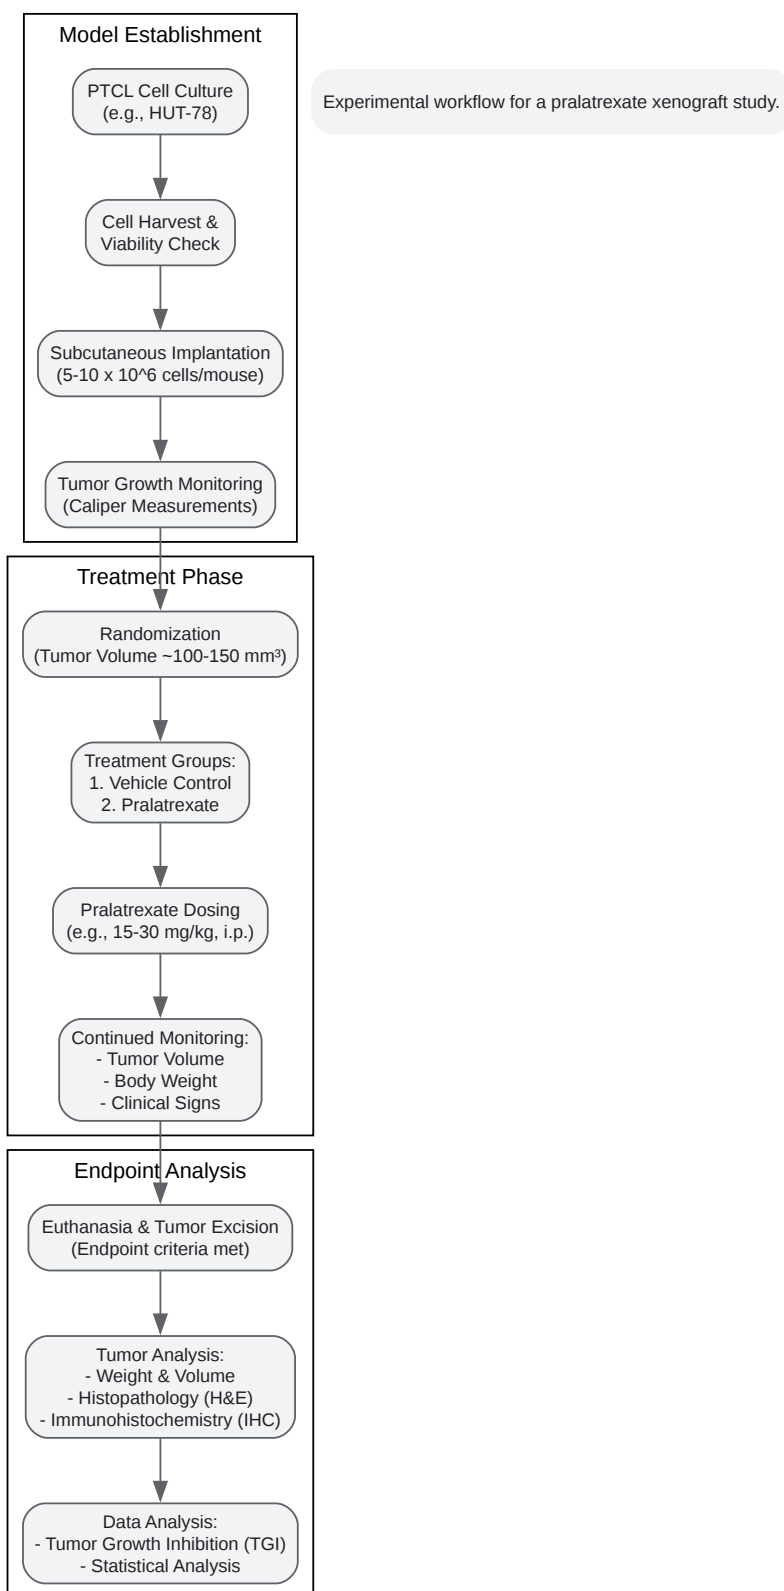 Model Establishment
PTCL Cell Culture
(e.g., HUT-78)
Experimental workflow for a pralatrexate xenograft study.
Cell Harvest &
Viability Check
Subcutaneous Implantation
(5-10 x 10^6 cells/mouse)
Tumor Growth Monitoring
(Caliper Measurements)
Treatment Phase
Randomization
(Tumor Volume ~100-150 mm³)
Treatment Groups:
1. Vehicle Control
2. Pralatrexate
Pralatrexate Dosing
(e.g., 15-30 mg/kg, i.p.)
Continued Monitoring:
- Tumor Volume
- Body Weight
- Clinical Signs
Endpoint Analysis
Euthanasia & Tumor Excision
(Endpoint criteria met)
Tumor Analysis:
- Weight & Volume
- Histopathology (H&E)
- Immunohistochemistry (IHC)
Data Analysis:
- Tumor Growth Inhibition (TGI)
- Statistical Analysis